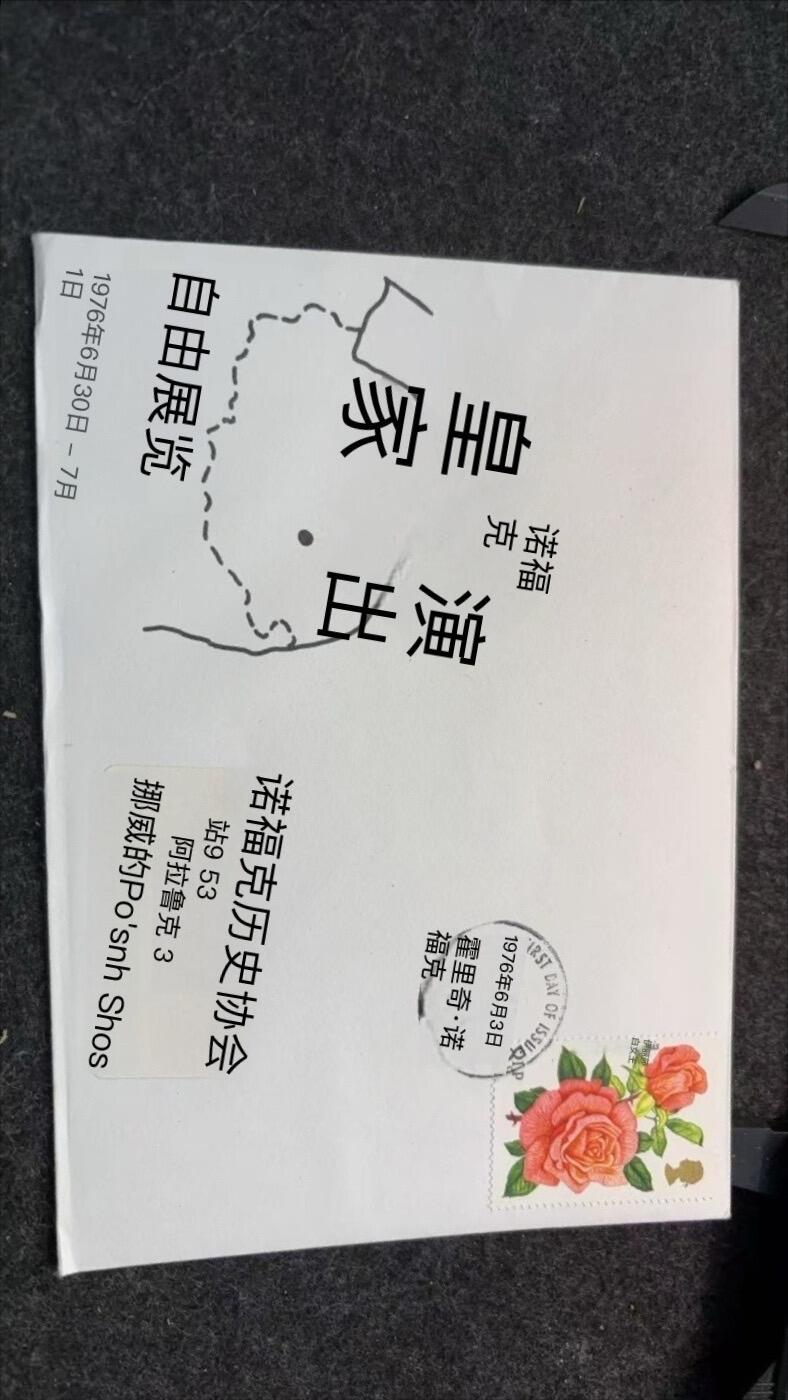 诺福
克
皇
家
演
出
自由展览
1976年6月30日 – 7月
1日
FIRST DAY OF ISSUE
1976年6月3日
霍里奇·诺
福克
诺福克历史协会
站9 53
阿拉鲁克 3
挪威的Po'snh Shos